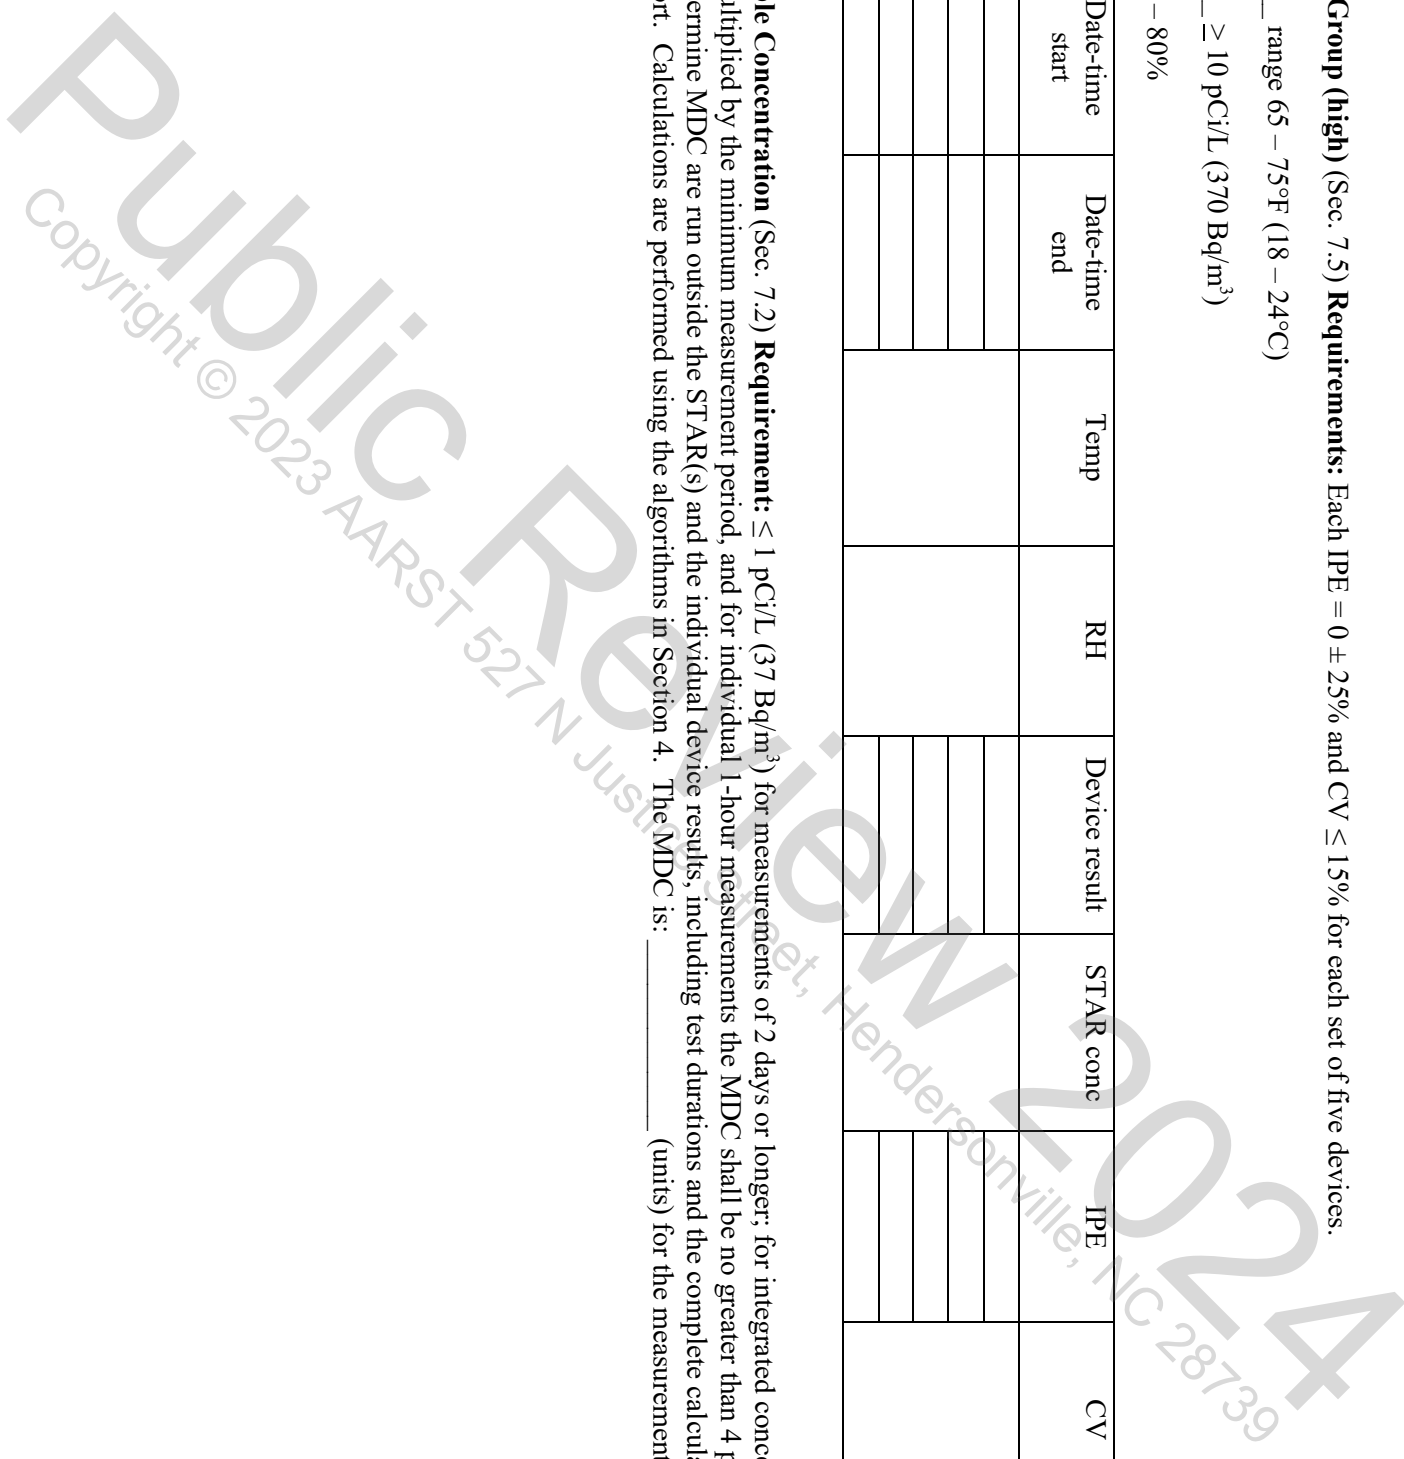 Group (high) (Sec. 7.5) Requirements: Each IPE = 0 ± 25% and CV ≤ 15% for each set of five devices.
__ range 65 – 75°F (18 – 24°C)
_ ≥ 10 pCi/L (370 Bq/m³)
– 80%
Date-time start
Date-time end
Temp
RH
Device result
STAR conc
IPE
CV
Concentration (Sec. 7.2) Requirement: ≤ 1 pCi/L (37 Bq/m³) for measurements of 2 days or longer; for integrated
by the minimum measurement period, and for individual 1-hour measurements the MDC shall be no greater than 4
MDC are run outside the STAR(s) and the individual device results, including test durations and the complete
Calculations are performed using the algorithms in Section 4. The MDC is: ____________ (units) for the measurement
Public Review 2024
Copyright © 2023 AARST 527 N Justice Street, Hendersonville, NC 28739